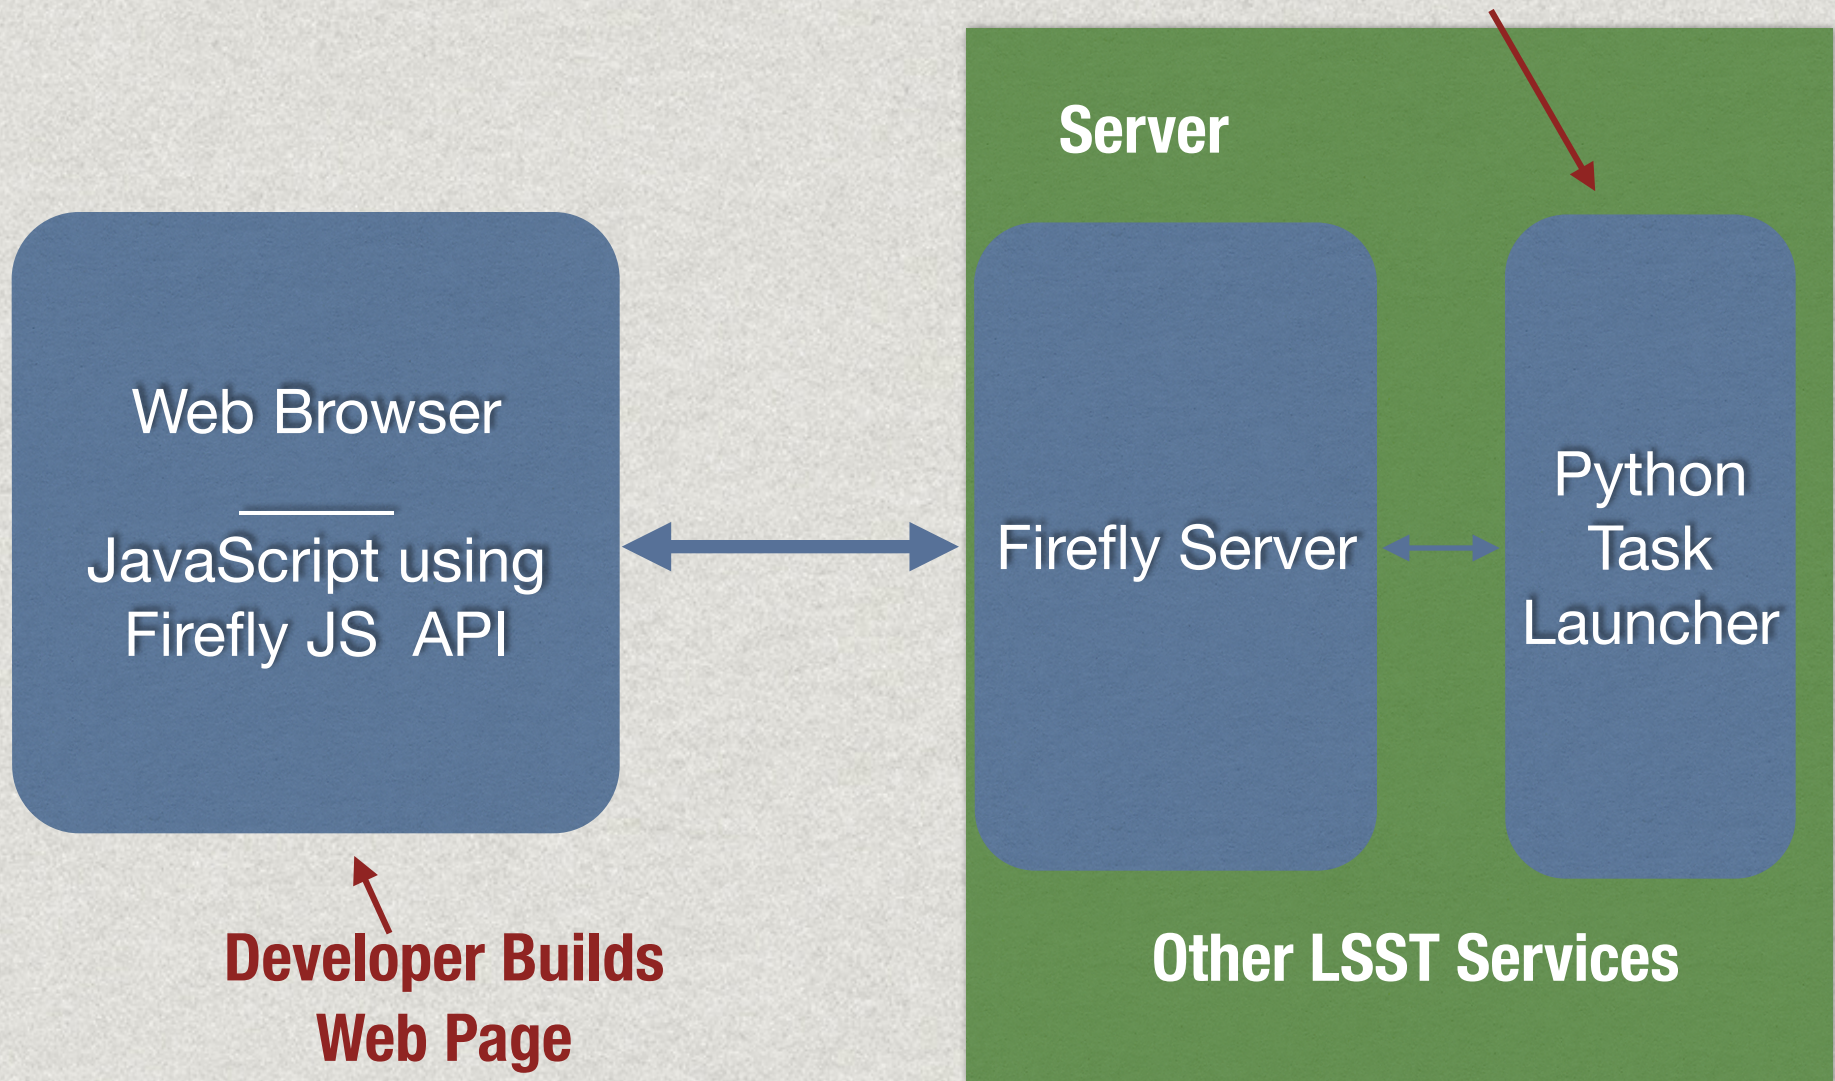 Server
Web Browser
JavaScript using
Firefly JS API
Firefly Server
Python
Task
Launcher
Developer Builds
Web Page
Other LSST Services